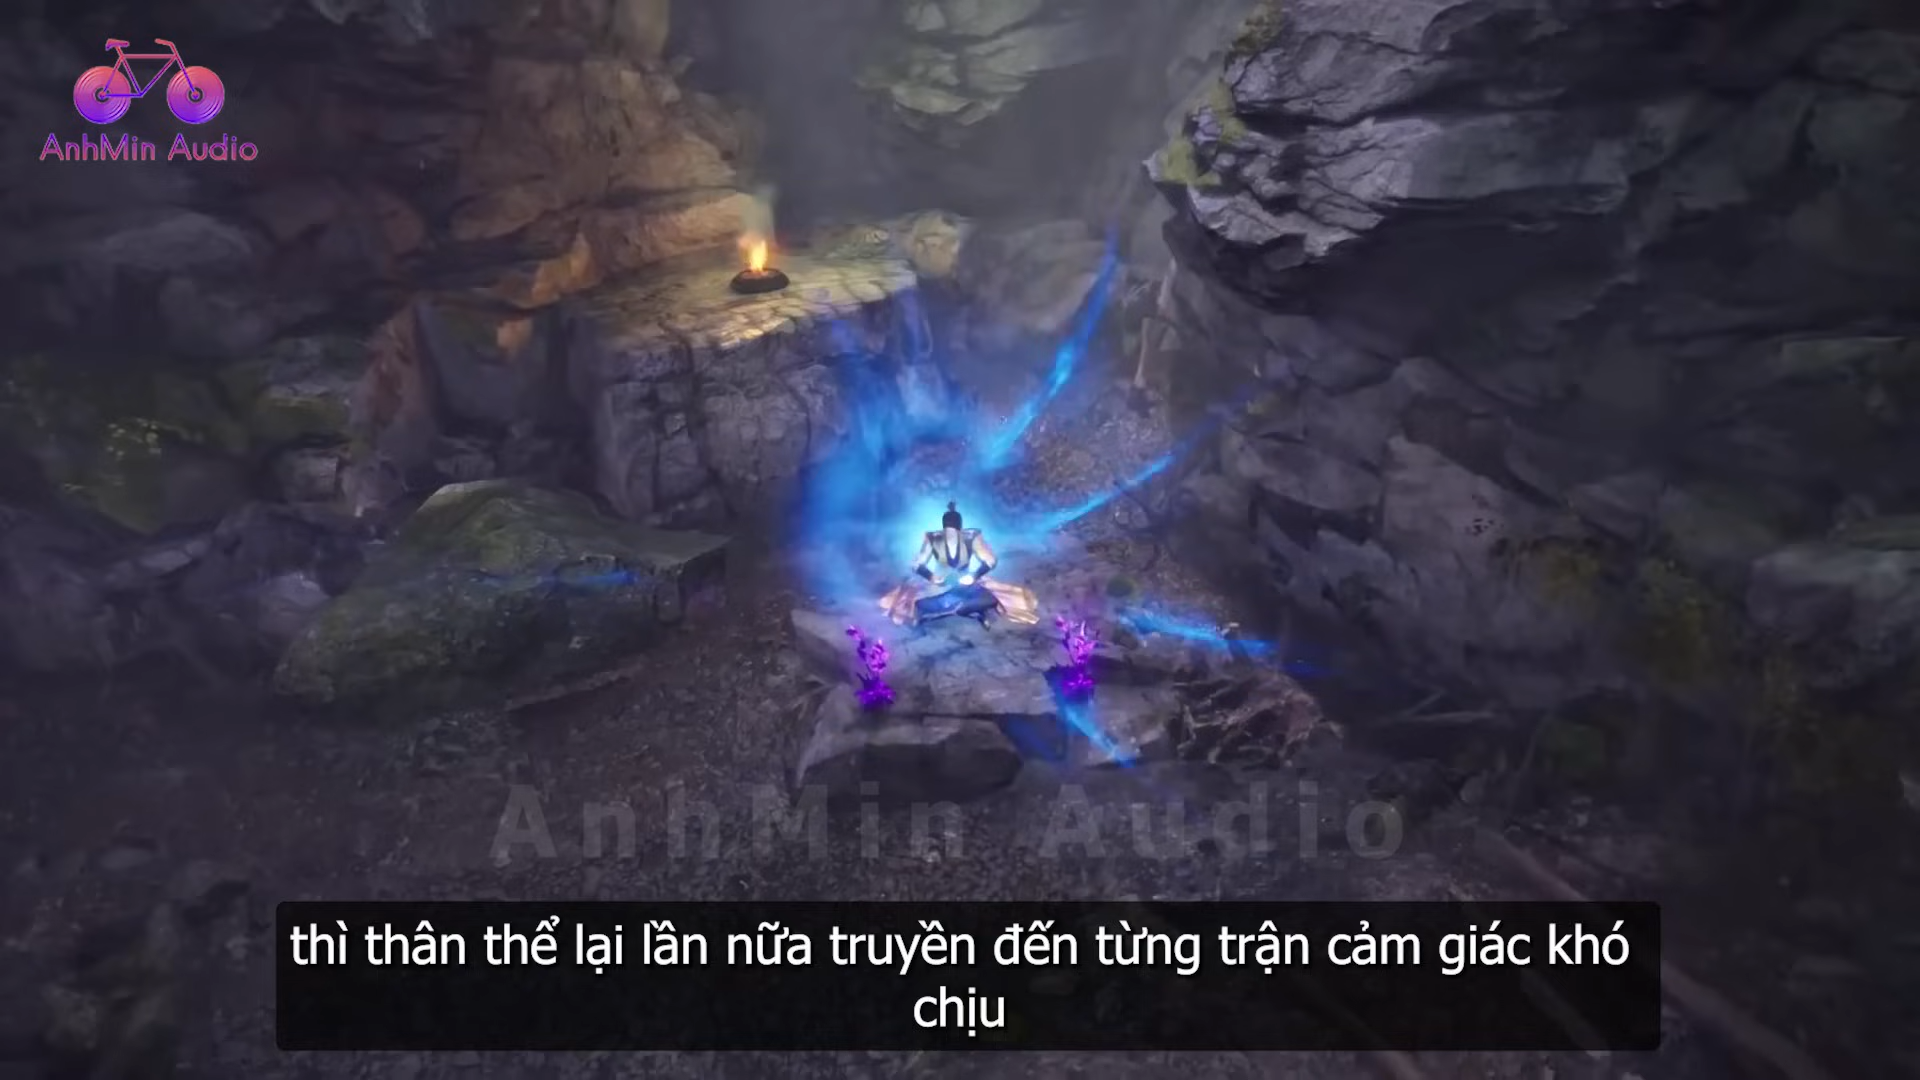 AnhMin Audio
AnhMin Audio
thì thân thể lại lần nữa truyền đến từng trận cảm giác khó
chịu